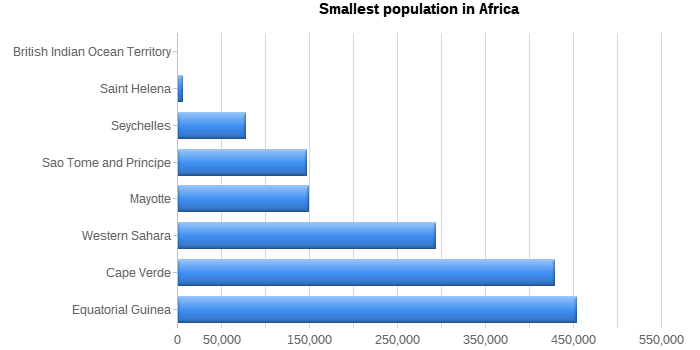 Smallest population in Africa
British Indian Ocean Territory
Saint Helena
Seychelles
Sao Tome and Principe
Mayotte
Western Sahara
Cape Verde
Equatorial Guinea
0 50,000 150,000 250,000 350,000 450,000 550,000